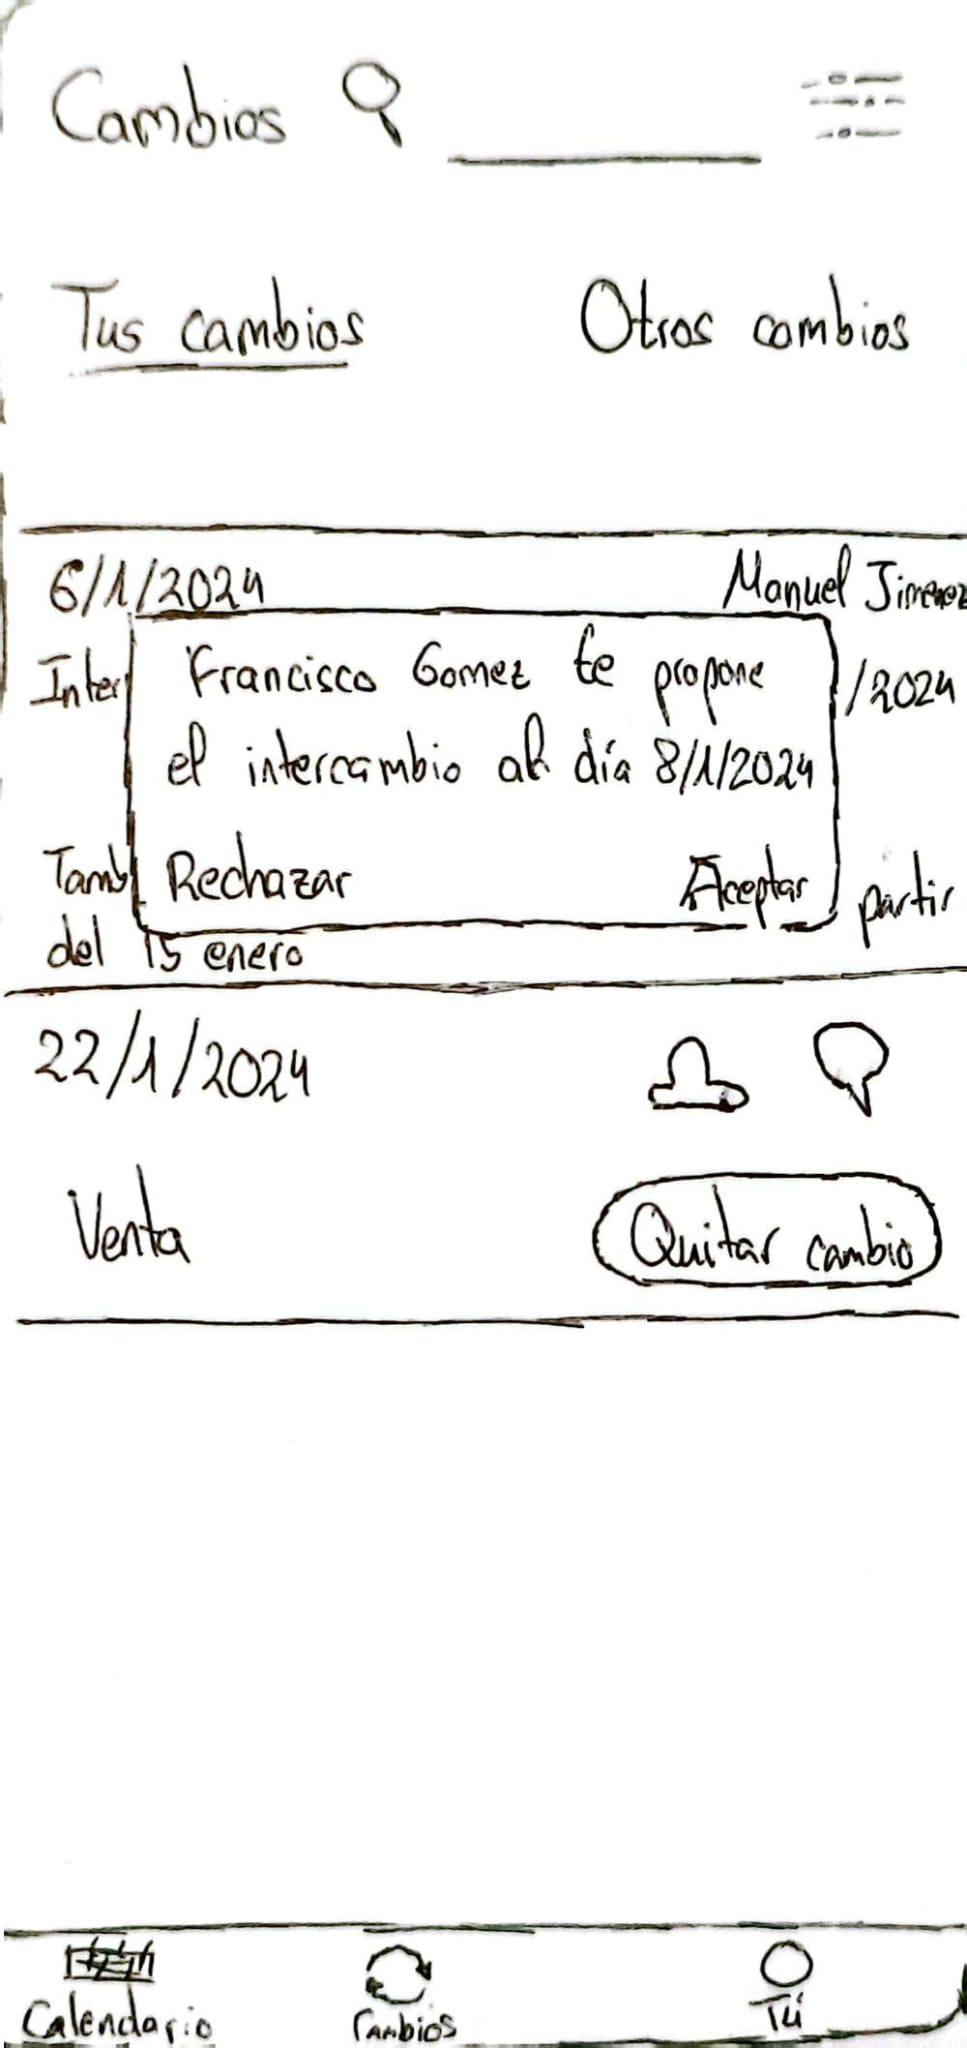 Cambios
Tus cambios
Otros cambios
6/1/2024
Manuel Jimenez
Inter
/2024
Francisco Gomez te propone
el intercambio al día 8/1/2024
Rechazar
Aceptar
Tamb
partir
del 15 enero
22/1/2024
Venta
Quitar cambio
Calendario
Cambios
Tú